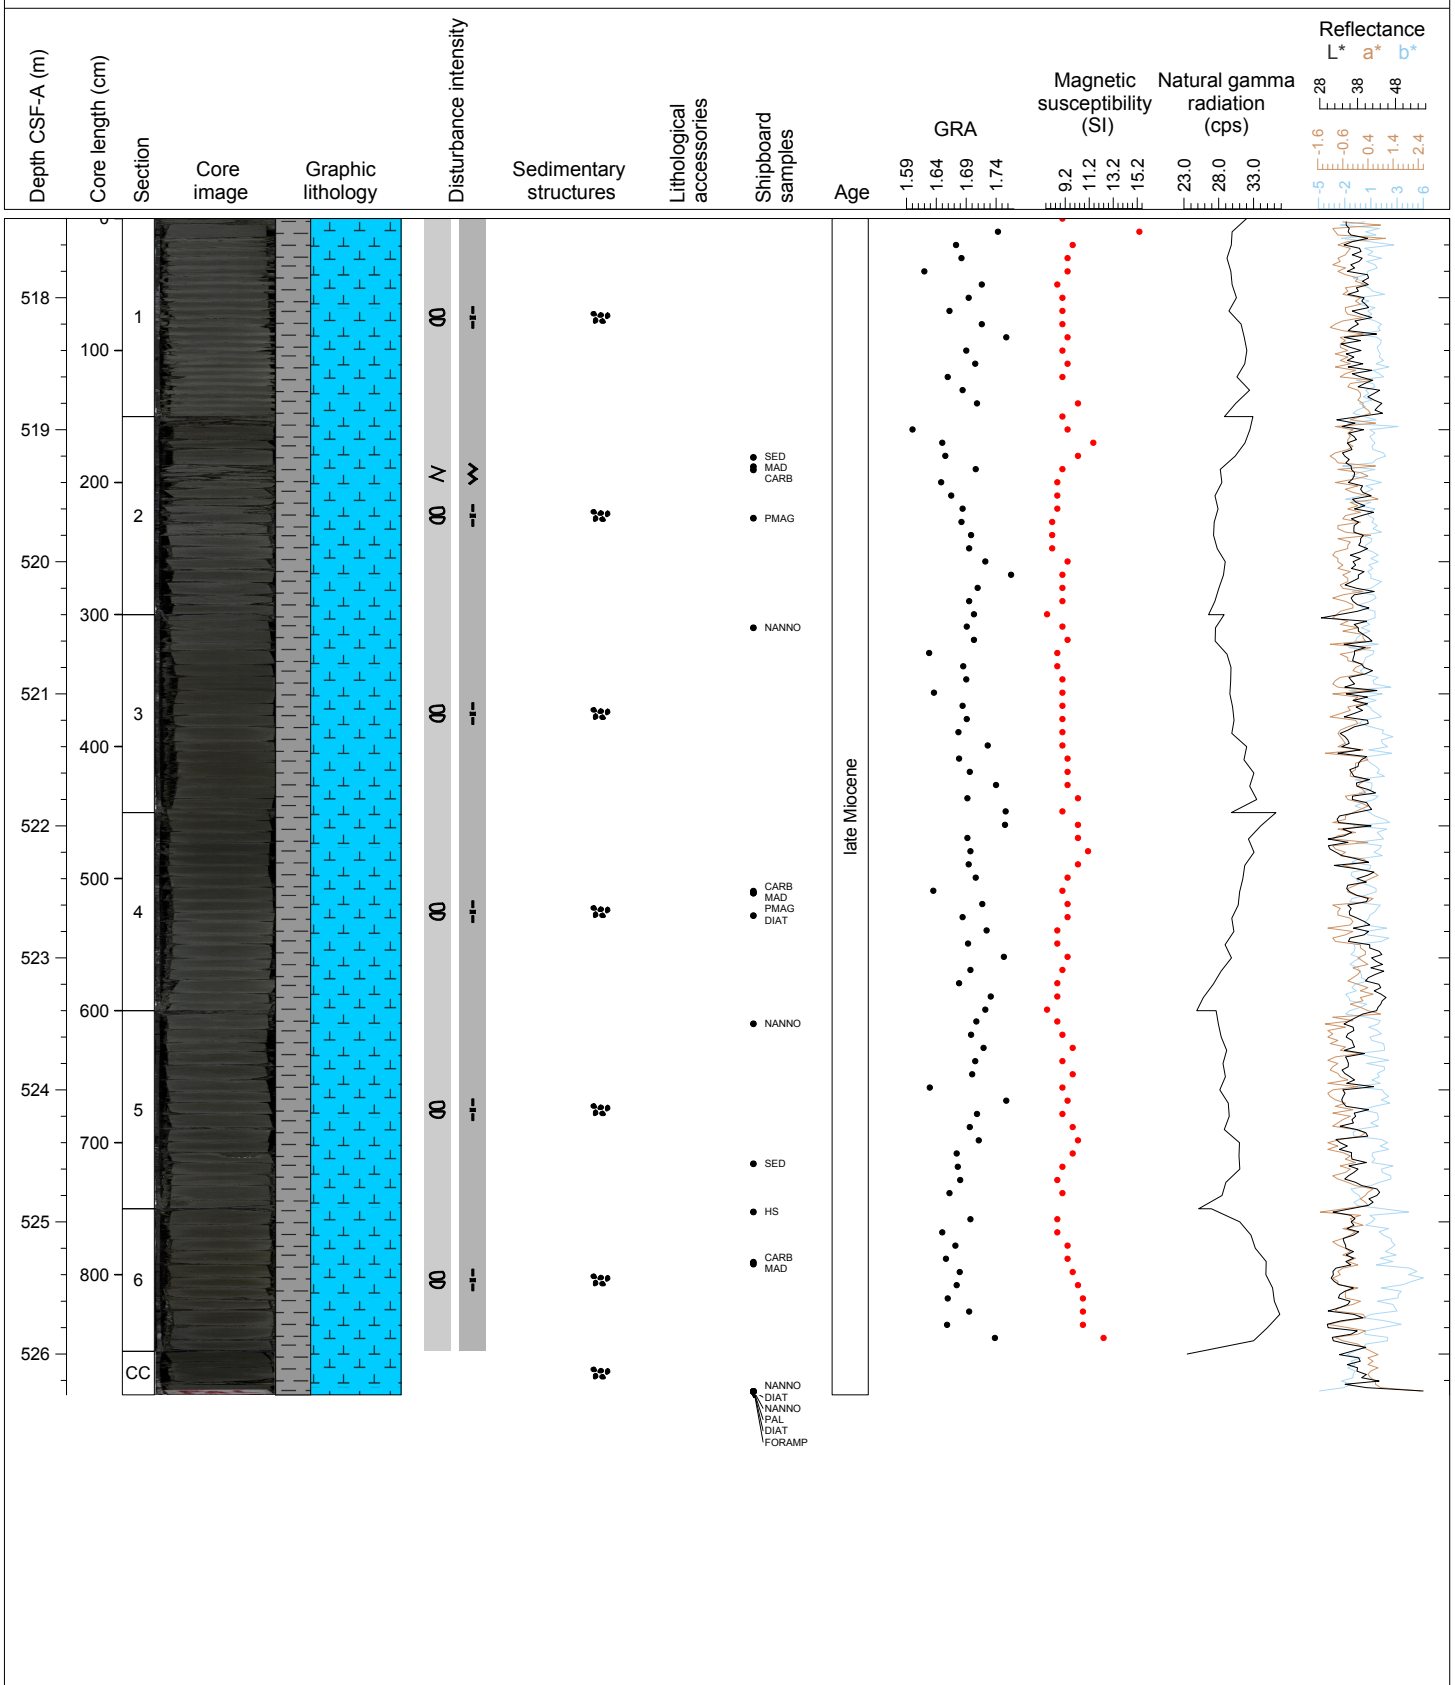 Depth CSF-A (m)
Core length (cm)
Section
Core
image
Graphic
lithology
Disturbance intensity
Sedimentary
structures
Lithological
accessories
Shipboard
samples
Age
GRA
1.59 1.64 1.69 1.74
Magnetic
susceptibility
(SI)
9.2 11.2 13.2 15.2
Natural gamma
radiation
(cps)
23.0 28.0 33.0
Reflectance
L* a* b*
28 38 48
-1.6 -0.6 0.4 1.4 2.4
-5 -2 1 3 6
0
518
1
100
519
SED
MAD
200
CARB
2
PMAG
520
300
NANNO
521
3
400
late Miocene
522
500
CARB
MAD
4
PMAG
DIAT
523
600
NANNO
524
5
700
SED
HS
525
CARB
800
6
MAD
526
CC
NANNO
DIAT
NANNO
PAL
DIAT
FORAMP